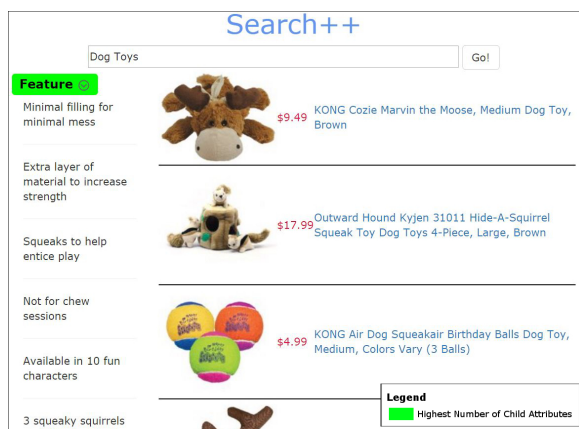 Search++
Dog Toys
Go!
Feature
Minimal filling for
minimal mess
Extra layer of
material to increase
strength
Squeaks to help
entice play
Not for chew
sessions
Available in 10 fun
characters
3 squeaky squirrels
$9.49
KONG Cozie Marvin the Moose, Medium Dog Toy,
Brown
$17.99
Outward Hound Kyjen 31011 Hide-A-Squirrel
Squeak Toy Dog Toys 4-Piece, Large, Brown
$4.99
KONG Air Dog Squeakair Birthday Balls Dog Toy,
Medium, Colors Vary (3 Balls)
Legend
Highest Number of Child Attributes